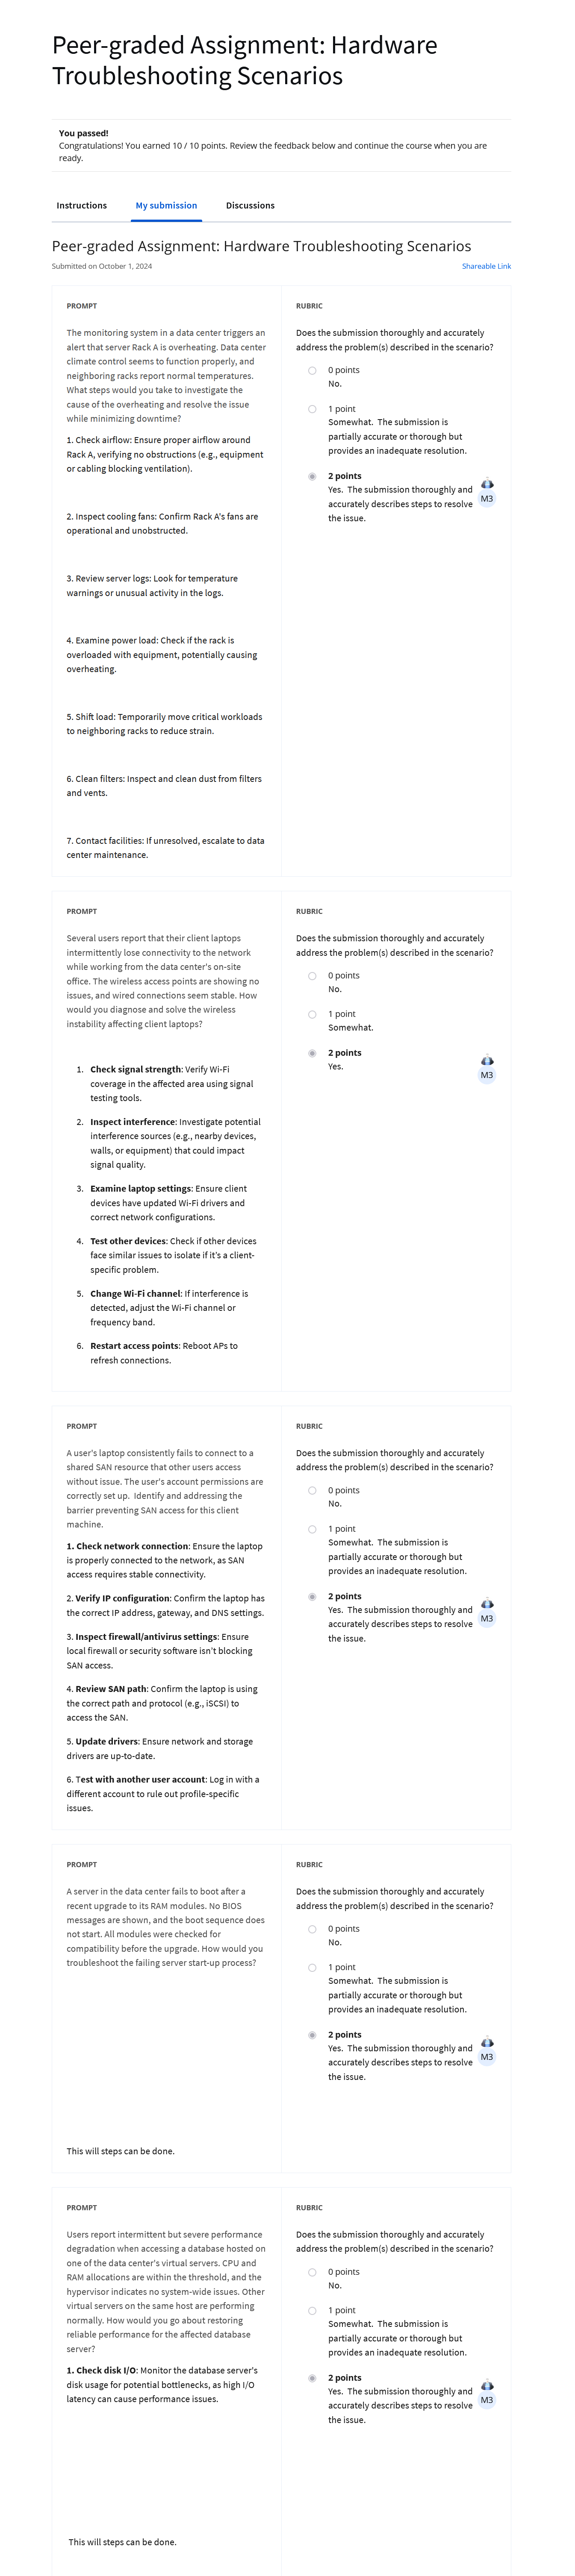 Peer-graded Assignment: Hardware
Troubleshooting Scenarios
You passed!
Congratulations! You earned 10 / 10 points. Review the feedback below and continue the course when you are
ready.
Instructions
My submission
Discussions
Peer-graded Assignment: Hardware Troubleshooting Scenarios
Submitted on October 1, 2024
Shareable Link
PROMPT
The monitoring system in a data center triggers an
alert that server Rack A is overheating. Data center
climate control seems to function properly, and
neighboring racks report normal temperatures.
What steps would you take to investigate the
cause of the overheating and resolve the issue
while minimizing downtime?
1. Check airflow: Ensure proper airflow around
Rack A, verifying no obstructions (e.g., equipment
or cabling blocking ventilation).
2. Inspect cooling fans: Confirm Rack A's fans are
operational and unobstructed.
3. Review server logs: Look for temperature
warnings or unusual activity in the logs.
4. Examine power load: Check if the rack is
overloaded with equipment, potentially causing
overheating.
5. Shift load: Temporarily move critical workloads
to neighboring racks to reduce strain.
6. Clean filters: Inspect and clean dust from filters
and vents.
7. Contact facilities: If unresolved, escalate to data
center maintenance.
RUBRIC
Does the submission thoroughly and accurately
address the problem(s) described in the scenario?
0 points
No.
1 point
Somewhat.  The submission is
partially accurate or thorough but
provides an inadequate resolution.
2 points
Yes.  The submission thoroughly and
accurately describes steps to resolve
the issue.
M3
PROMPT
Several users report that their client laptops
intermittently lose connectivity to the network
while working from the data center's on-site
office. The wireless access points are showing no
issues, and wired connections seem stable. How
would you diagnose and solve the wireless
instability affecting client laptops?
1. Check signal strength: Verify Wi-Fi
coverage in the affected area using signal
testing tools.
2. Inspect interference: Investigate potential
interference sources (e.g., nearby devices,
walls, or equipment) that could impact
signal quality.
3. Examine laptop settings: Ensure client
devices have updated Wi-Fi drivers and
correct network configurations.
4. Test other devices: Check if other devices
face similar issues to isolate if it's a client-
specific problem.
5. Change Wi-Fi channel: If interference is
detected, adjust the Wi-Fi channel or
frequency band.
6. Restart access points: Reboot APs to
refresh connections.
RUBRIC
Does the submission thoroughly and accurately
address the problem(s) described in the scenario?
0 points
No.
1 point
Somewhat.
2 points
Yes.
M3
PROMPT
A user's laptop consistently fails to connect to a
shared SAN resource that other users access
without issue. The user's account permissions are
correctly set up.  Identify and addressing the
barrier preventing SAN access for this client
machine.
1. Check network connection: Ensure the laptop
is properly connected to the network, as SAN
access requires stable connectivity.
2. Verify IP configuration: Confirm the laptop has
the correct IP address, gateway, and DNS settings.
3. Inspect firewall/antivirus settings: Ensure
local firewall or security software isn't blocking
SAN access.
4. Review SAN path: Confirm the laptop is using
the correct path and protocol (e.g., iSCSI) to
access the SAN.
5. Update drivers: Ensure network and storage
drivers are up-to-date.
6. Test with another user account: Log in with a
different account to rule out profile-specific
issues.
RUBRIC
Does the submission thoroughly and accurately
address the problem(s) described in the scenario?
0 points
No.
1 point
Somewhat.  The submission is
partially accurate or thorough but
provides an inadequate resolution.
2 points
Yes.  The submission thoroughly and
accurately describes steps to resolve
the issue.
M3
PROMPT
A server in the data center fails to boot after a
recent upgrade to its RAM modules. No BIOS
messages are shown, and the boot sequence does
not start. All modules were checked for
compatibility before the upgrade. How would you
troubleshoot the failing server start-up process?
This will steps can be done.
RUBRIC
Does the submission thoroughly and accurately
address the problem(s) described in the scenario?
0 points
No.
1 point
Somewhat.  The submission is
partially accurate or thorough but
provides an inadequate resolution.
2 points
Yes.  The submission thoroughly and
accurately describes steps to resolve
the issue.
M3
PROMPT
Users report intermittent but severe performance
degradation when accessing a database hosted on
one of the data center's virtual servers. CPU and
RAM allocations are within the threshold, and the
hypervisor indicates no system-wide issues. Other
virtual servers on the same host are performing
normally. How would you go about restoring
reliable performance for the affected database
server?
1. Check disk I/O: Monitor the database server's
disk usage for potential bottlenecks, as high I/O
latency can cause performance issues.
This will steps can be done.
RUBRIC
Does the submission thoroughly and accurately
address the problem(s) described in the scenario?
0 points
No.
1 point
Somewhat.  The submission is
partially accurate or thorough but
provides an inadequate resolution.
2 points
Yes.  The submission thoroughly and
accurately describes steps to resolve
the issue.
M3